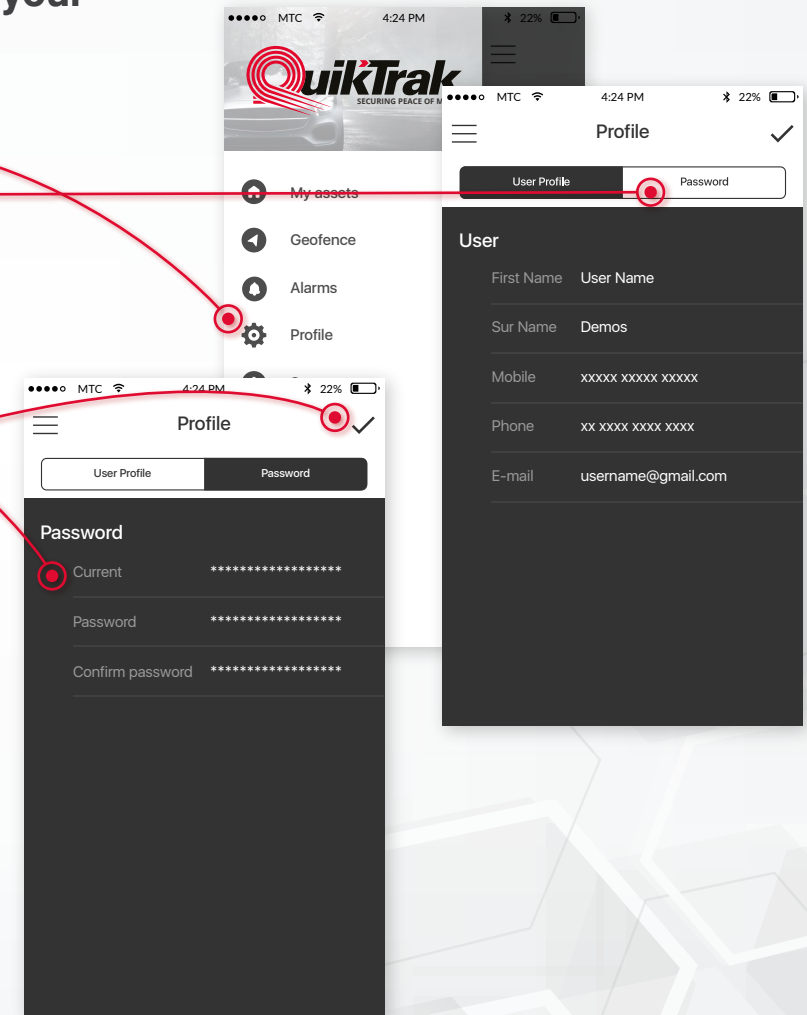 your
MTC 4:24 PM 22%
QuikTrak
SECURING PEACE OF M
My assets
Geofence
Alarms
Profile
MTC 4:24 PM 22%
Profile
User Profile Password
User
First Name User Name
Sur Name Demos
Mobile xxxxx xxxxx xxxxx
Phone xx xxxx xxxx xxxx
E-mail username@gmail.com
MTC 4:24 PM 22%
Profile
User Profile Password
Password
Current ******************
Password ******************
Confirm password ******************